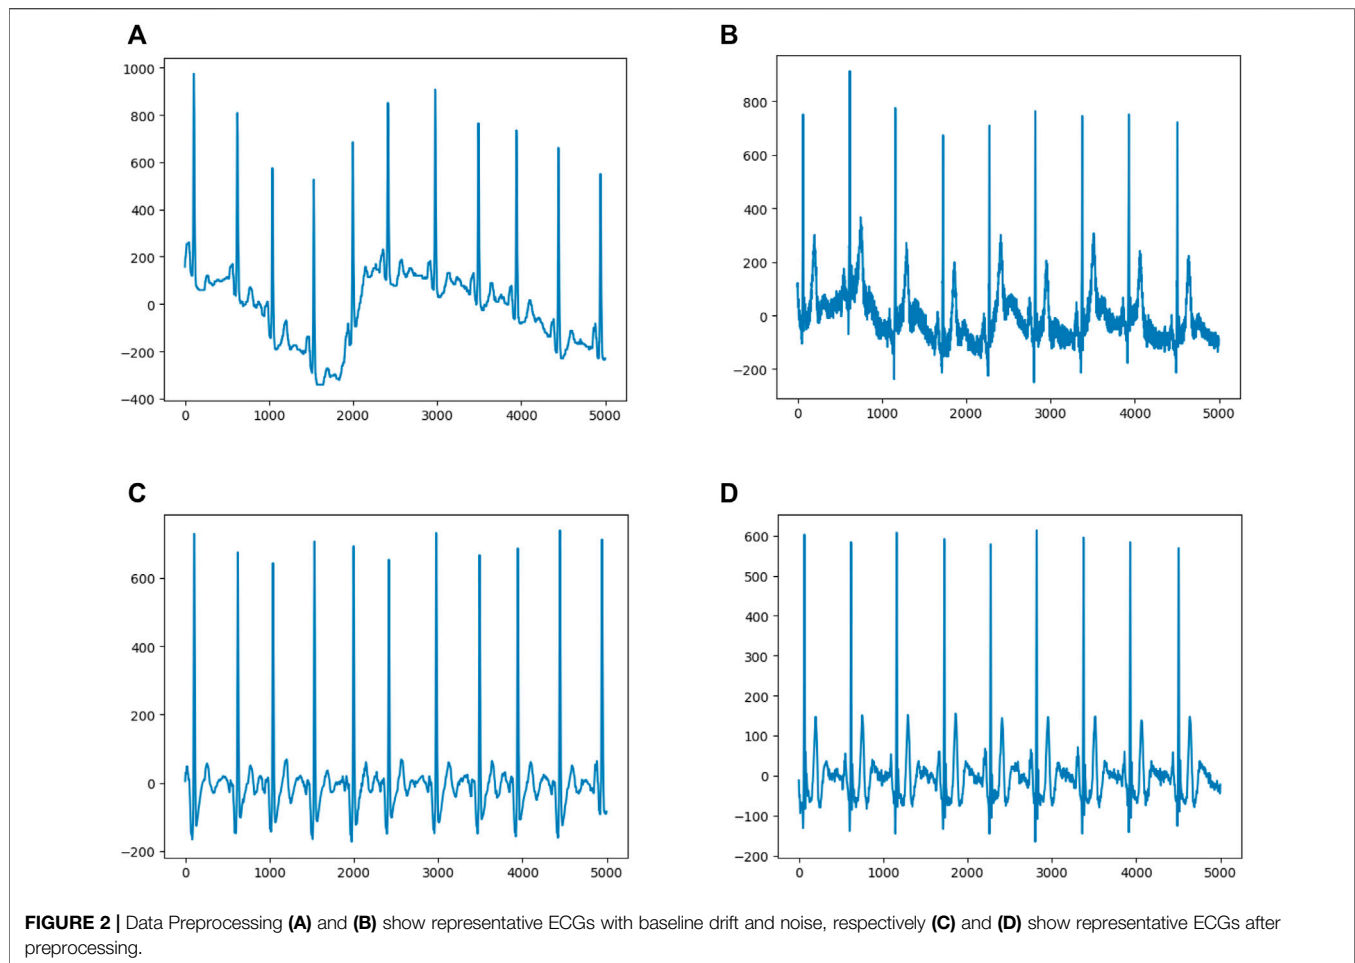 A
1000
800
600
400
200
0
−200
−400
0 1000 2000 3000 4000 5000
B
800
600
400
200
0
−200
0 1000 2000 3000 4000 5000
C
600
400
200
0
−200
0 1000 2000 3000 4000 5000
D
600
500
400
300
200
100
0
−100
−200
0 1000 2000 3000 4000 5000
FIGURE 2 | Data Preprocessing (A) and (B) show representative ECGs with baseline drift and noise, respectively (C) and (D) show representative ECGs after
preprocessing.